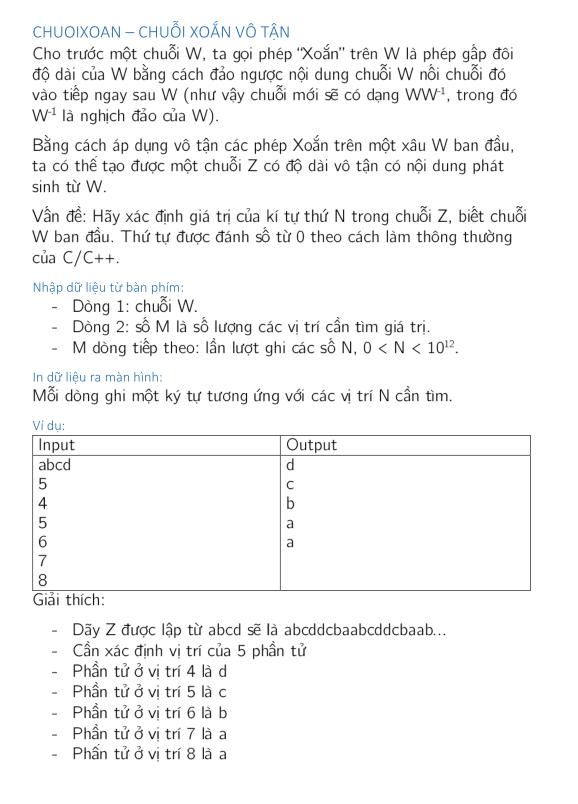 CHUOIXOAN – CHUỖI XOẮN VÔ TẬN
Cho trước một chuỗi W, ta gọi phép “Xoắn” trên W là phép gấp đôi
độ dài của W bằng cách đảo ngược nội dung chuỗi W nối chuỗi đó
vào tiếp ngay sau W (như vậy chuỗi mới sẽ có dạng WW⁻¹, trong đó
W⁻¹ là nghịch đảo của W).
Bằng cách áp dụng vô tận các phép Xoắn trên một xâu W ban đầu,
ta có thể tạo được một chuỗi Z có độ dài vô tận có nội dung phát
sinh từ W.
Vấn đề: Hãy xác định giá trị của kí tự thứ N trong chuỗi Z, biết chuỗi
W ban đầu. Thứ tự được đánh số từ 0 theo cách làm thông thường
của C/C++.
Nhập dữ liệu từ bàn phím:
- Dòng 1: chuỗi W.
- Dòng 2: số M là số lượng các vị trí cần tìm giá trị.
- M dòng tiếp theo: lần lượt ghi các số N, 0 < N < 10¹².
In dữ liệu ra màn hình:
Mỗi dòng ghi một ký tự tương ứng với các vị trí N cần tìm.
Ví dụ:
Input Output
abcd d
5 c
4 b
5 a
6 a
7
8
Giải thích:
- Dãy Z được lập từ abcd sẽ là abcddcbaabcddcbaab...
- Cần xác định vị trí của 5 phần tử
- Phần tử ở vị trí 4 là d
- Phần tử ở vị trí 5 là c
- Phần tử ở vị trí 6 là b
- Phần tử ở vị trí 7 là a
- Phấn tử ở vị trí 8 là a